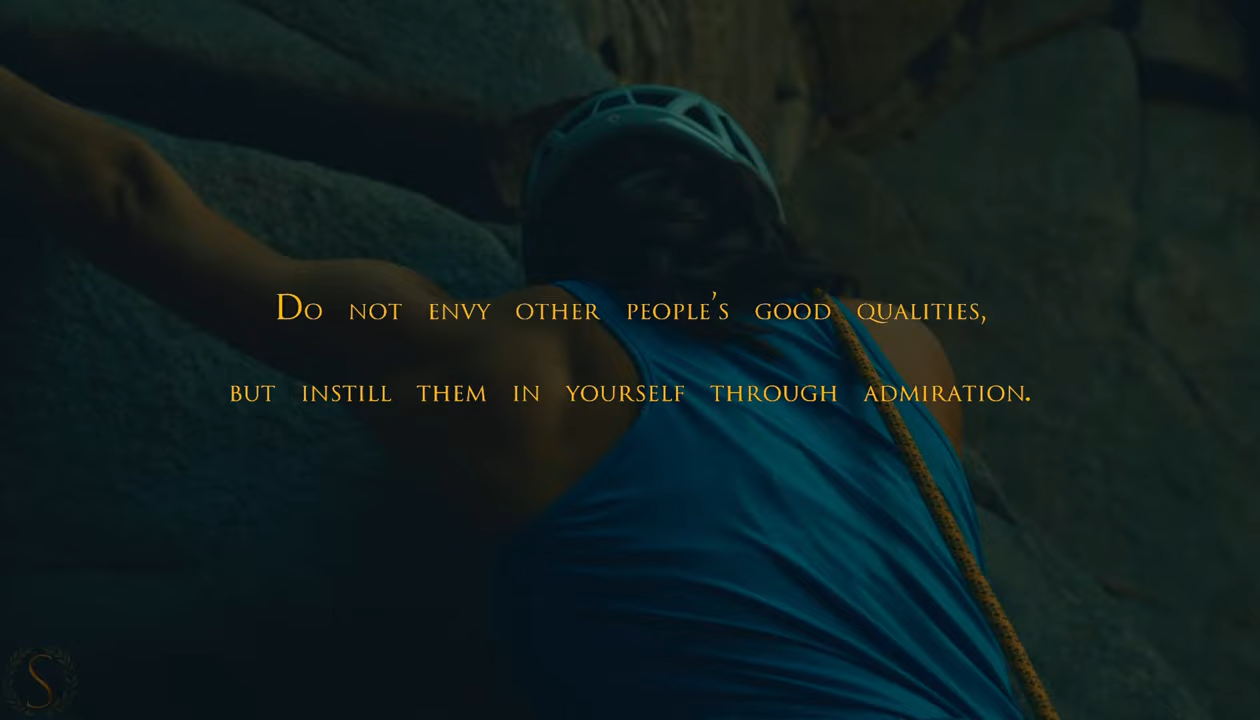 Do not envy other people's good qualities,
but instill them in yourself through admiration.
S